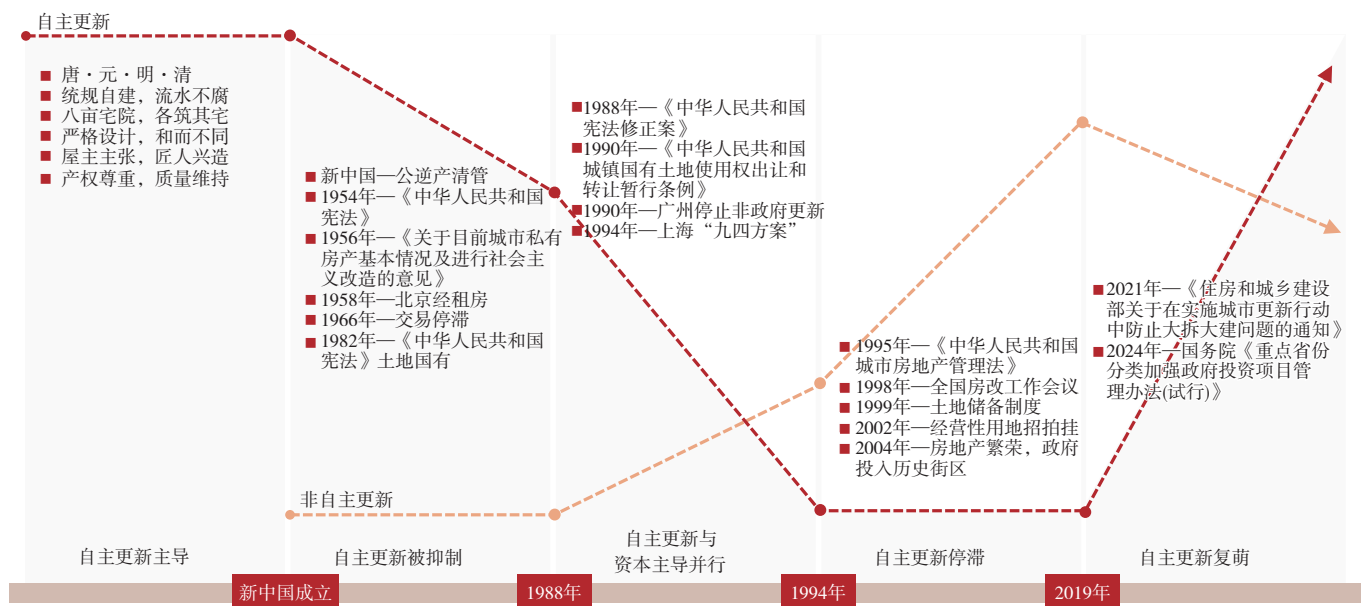 自主更新
■ 唐·元·明·清
■ 统规自建，流水不腐
■ 八亩宅院，各筑其宅
■ 严格设计，和而不同
■ 屋主主张，匠人兴造
■ 产权尊重，质量维持
■ 新中国—公逆产清管
■ 1954年—《中华人民共和国
宪法》
■ 1956年—《关于目前城市私有
房产基本情况及进行社会主
义改造的意见》
■ 1958年—北京经租房
■ 1966年—交易停滞
■ 1982年—《中华人民共和国
宪法》土地国有
■ 1988年—《中华人民共和国
宪法修正案》
■ 1990年—《中华人民共和国
城镇国有土地使用权出让和
转让暂行条例》
■ 1990年—广州停止非政府更新
■ 1994年—上海“九四方案”
■ 1995年—《中华人民共和国
城市房地产管理法》
■ 1998年—全国房改工作会议
■ 1999年—土地储备制度
■ 2002年—经营性用地招拍挂
■ 2004年—房地产繁荣，政府
投入历史街区
■ 2021年—《住房和城乡建设
部关于在实施城市更新行动
中防止大拆大建问题的通知》
■ 2024年—国务院《重点省份
分类加强政府投资项目管
理办法(试行)》
非自主更新
自主更新主导
自主更新被抑制
自主更新与
资本主导并行
自主更新停滞
自主更新复萌
新中国成立
1988年
1994年
2019年